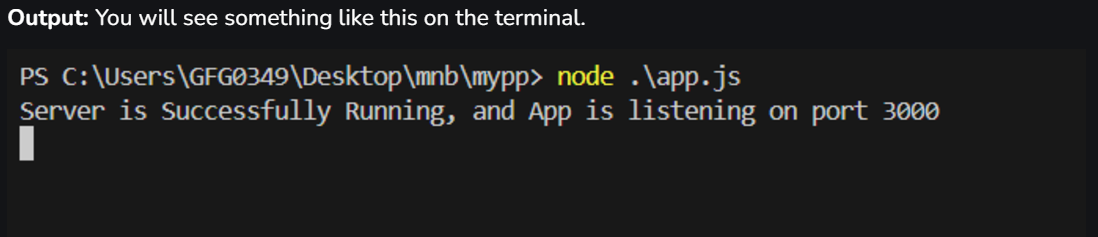 Output: You will see something like this on the terminal.
PS C:\Users\GFG0349\Desktop\mnb\mypp> node .\app.js
Server is Successfully Running, and App is listening on port 3000